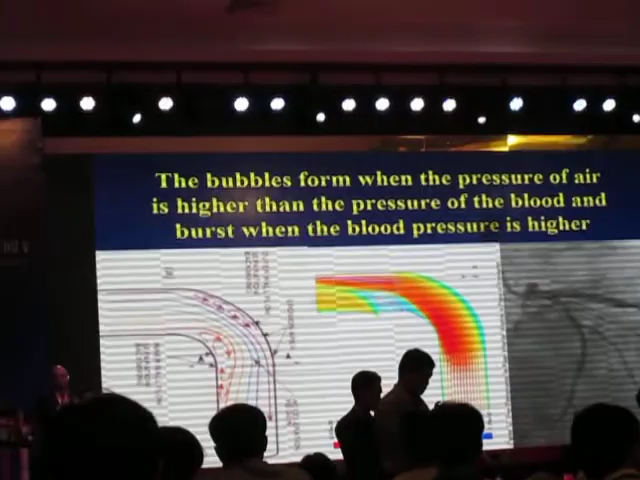 The bubbles form when the pressure of air
is higher than the pressure of the blood and
burst when the blood pressure is higher